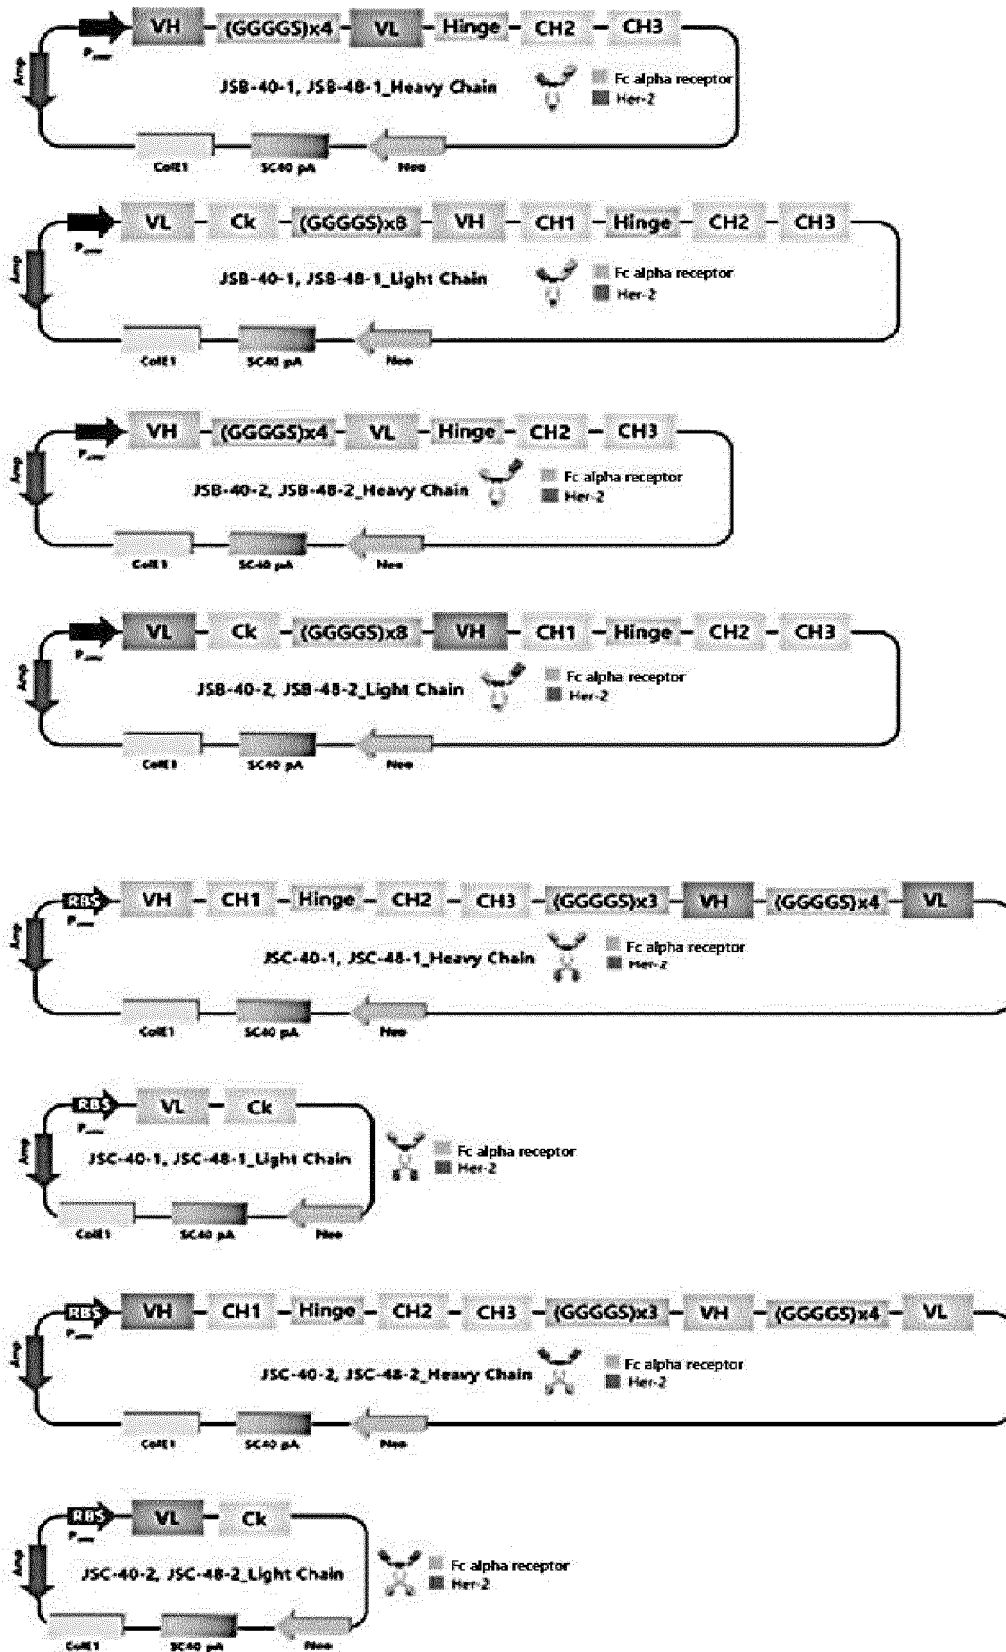 VH (GGGGS)x4 VL Hinge CH2 CH3
Amp
JSB-40-1, JSB-48-1_Heavy Chain
Fc alpha receptor
Her-2
ColE1 SC40 pA Neo
VL Ck (GGGGS)x8 VH CH1 Hinge CH2 CH3
Amp
JSB-40-1, JSB-48-1_Light Chain
Fc alpha receptor
Her-2
ColE1 SC40 pA Neo
VH (GGGGS)x4 VL Hinge CH2 CH3
Amp
JSB-40-2, JSB-48-2_Heavy Chain
Fc alpha receptor
Her-2
ColE1 SC40 pA Neo
VL Ck (GGGGS)x8 VH CH1 Hinge CH2 CH3
Amp
JSB-40-2, JSB-48-2_Light Chain
Fc alpha receptor
Her-2
ColE1 SC40 pA Neo
RBS VH CH1 Hinge CH2 CH3 (GGGGS)x3 VH (GGGGS)x4 VL
Amp
JSC-40-1, JSC-48-1_Heavy Chain
Fc alpha receptor
Her-2
ColE1 SC40 pA Neo
RBS VL Ck
Amp
JSC-40-1, JSC-48-1_Light Chain
Fc alpha receptor
Her-2
ColE1 SC40 pA Neo
RBS VH CH1 Hinge CH2 CH3 (GGGGS)x3 VH (GGGGS)x4 VL
Amp
JSC-40-2, JSC-48-2_Heavy Chain
Fc alpha receptor
Her-2
ColE1 SC40 pA Neo
RBS VL Ck
Amp
JSC-40-2, JSC-48-2_Light Chain
Fc alpha receptor
Her-2
ColE1 SC40 pA Neo